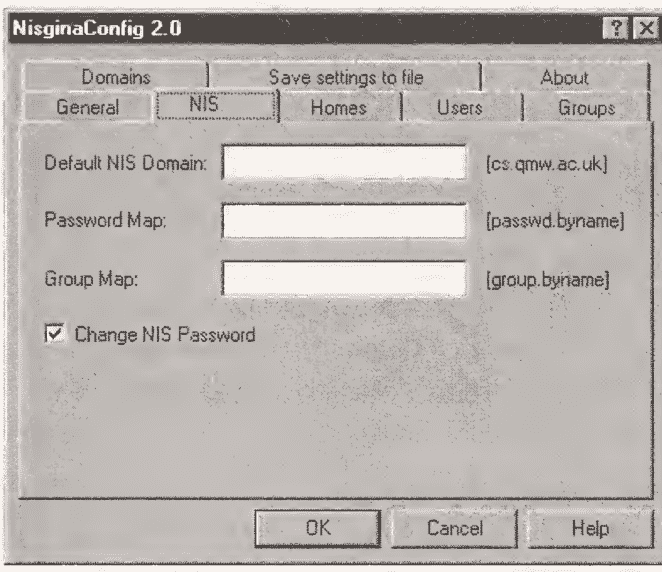 NisginaConfig 2.0
Domains Save settings to file About
General NIS Homes Users Groups
Default NIS Domain: [cs.qmw.ac.uk]
Password Map: [passwd.byname]
Group Map: [group.byname]
Change NIS Password
OK Cancel Help